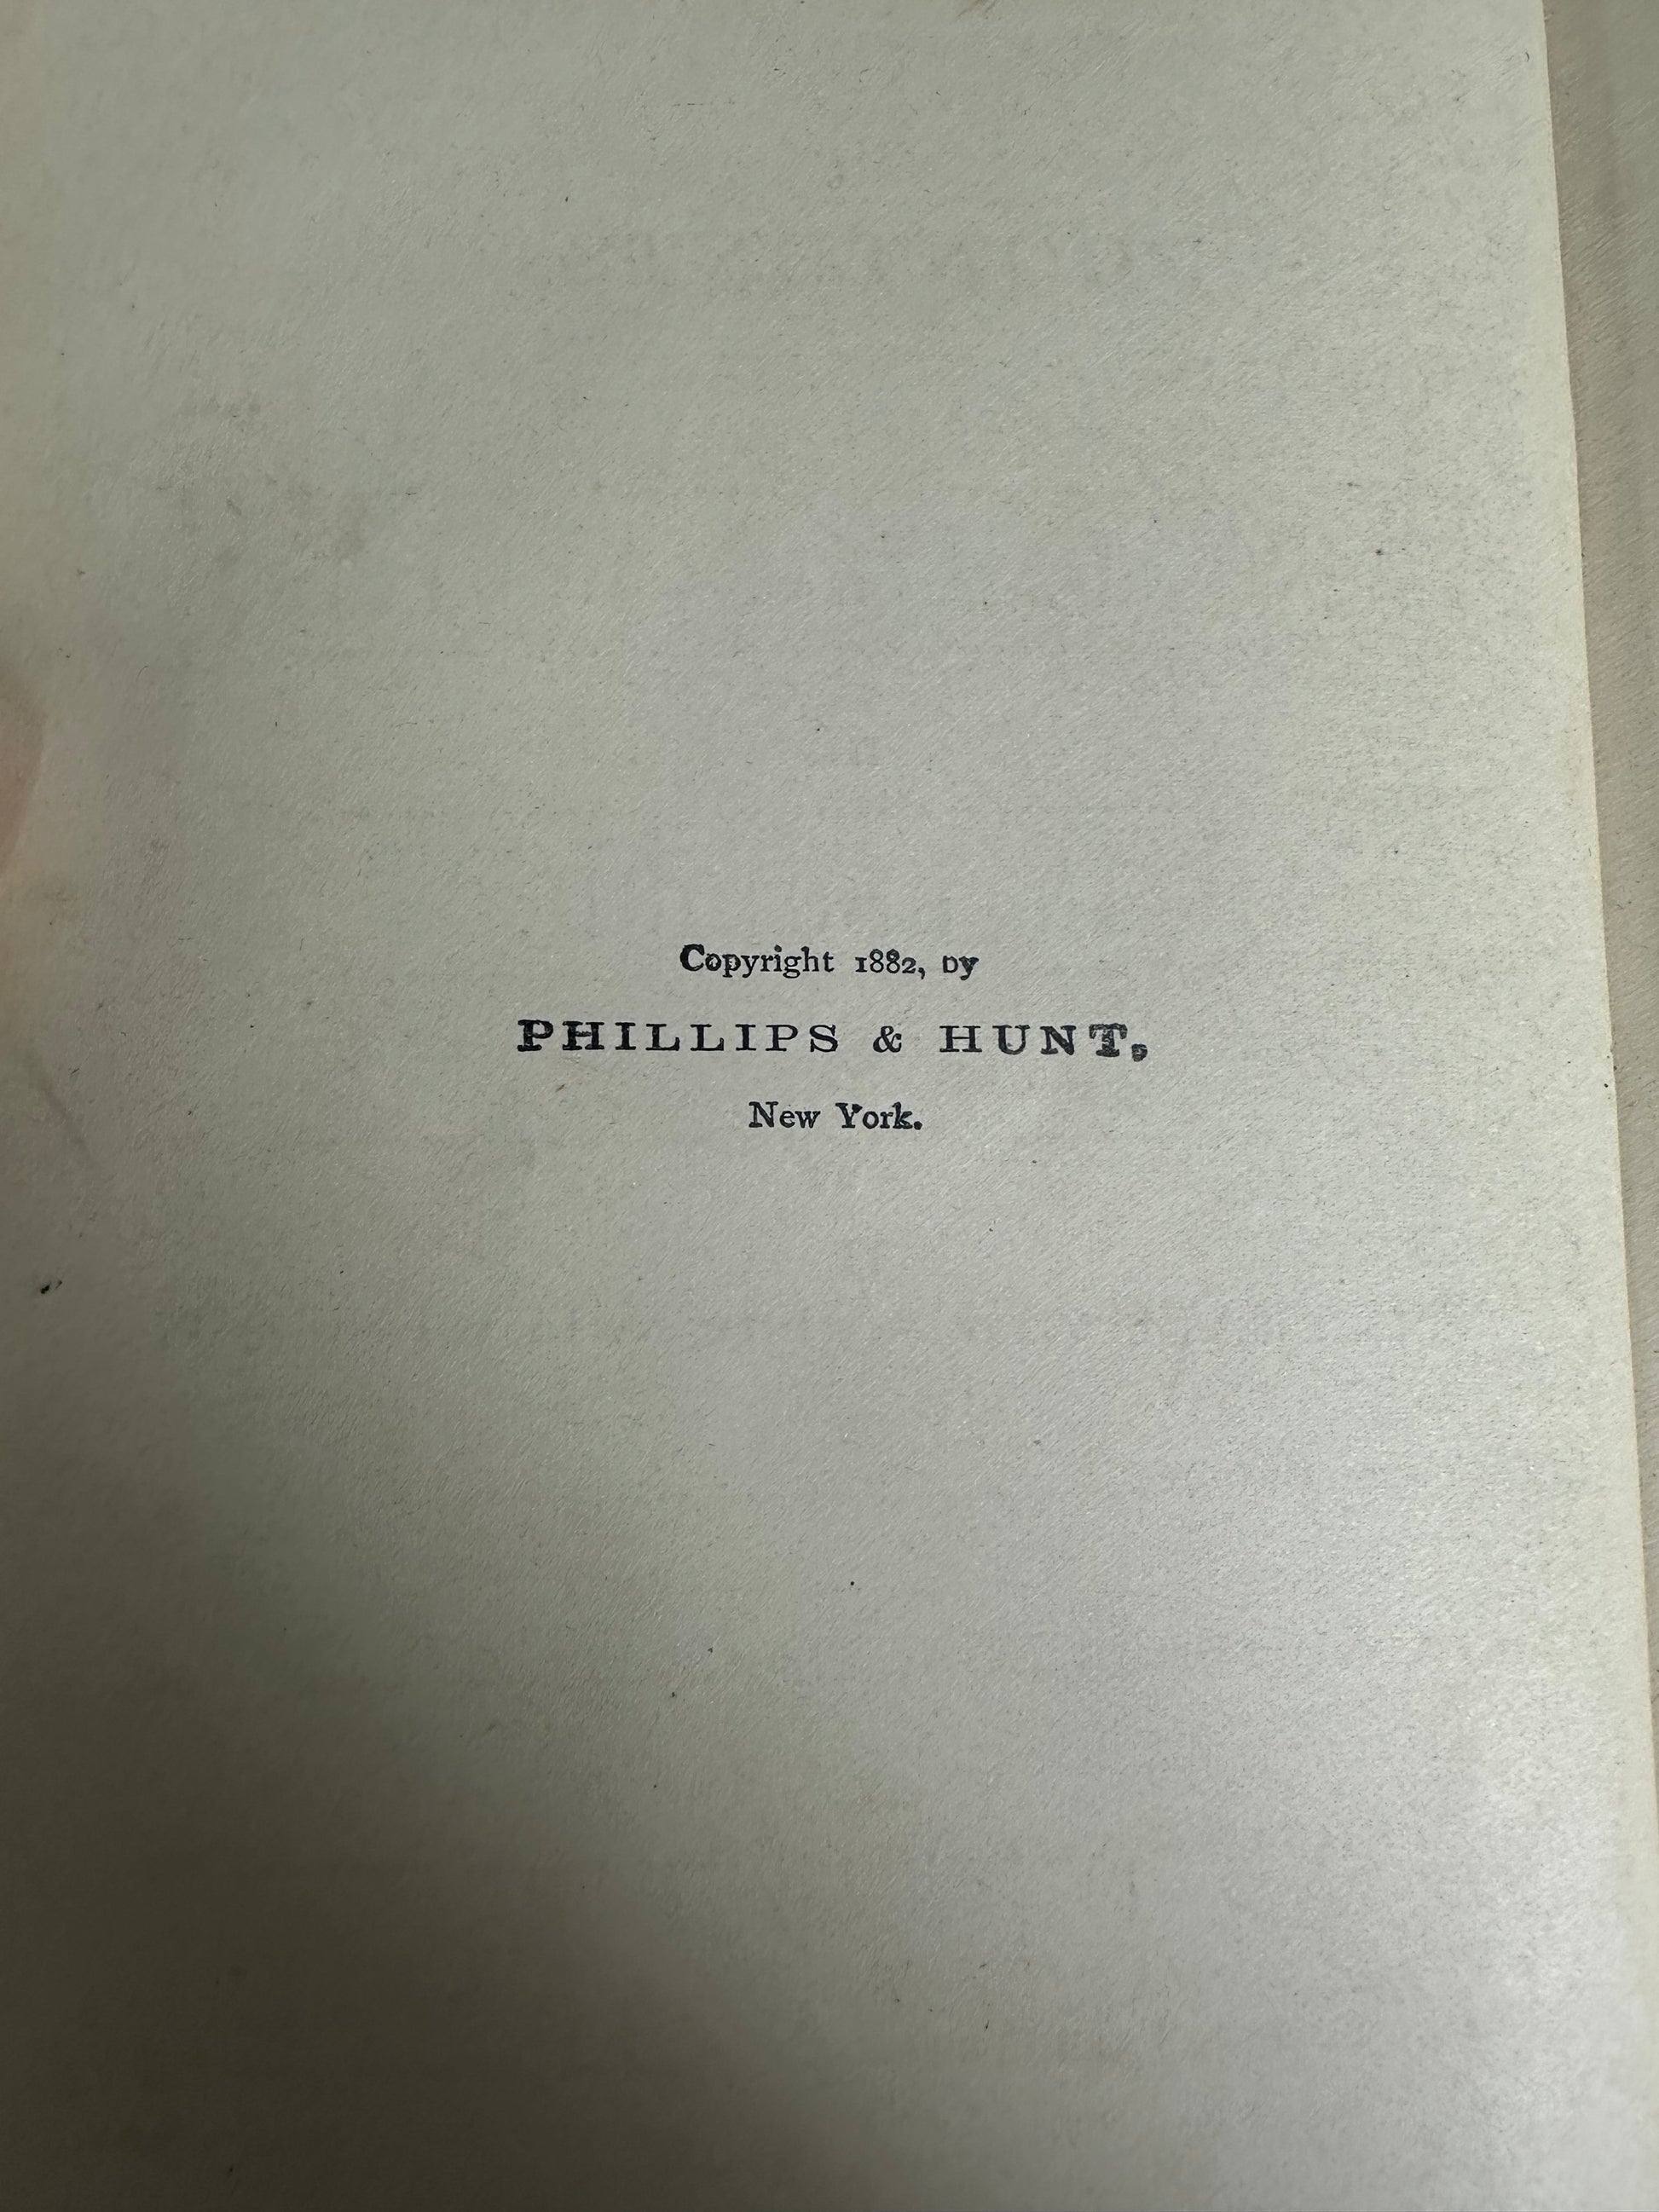 Copyright 1882, by
PHILLIPS & HUNT,
New York.